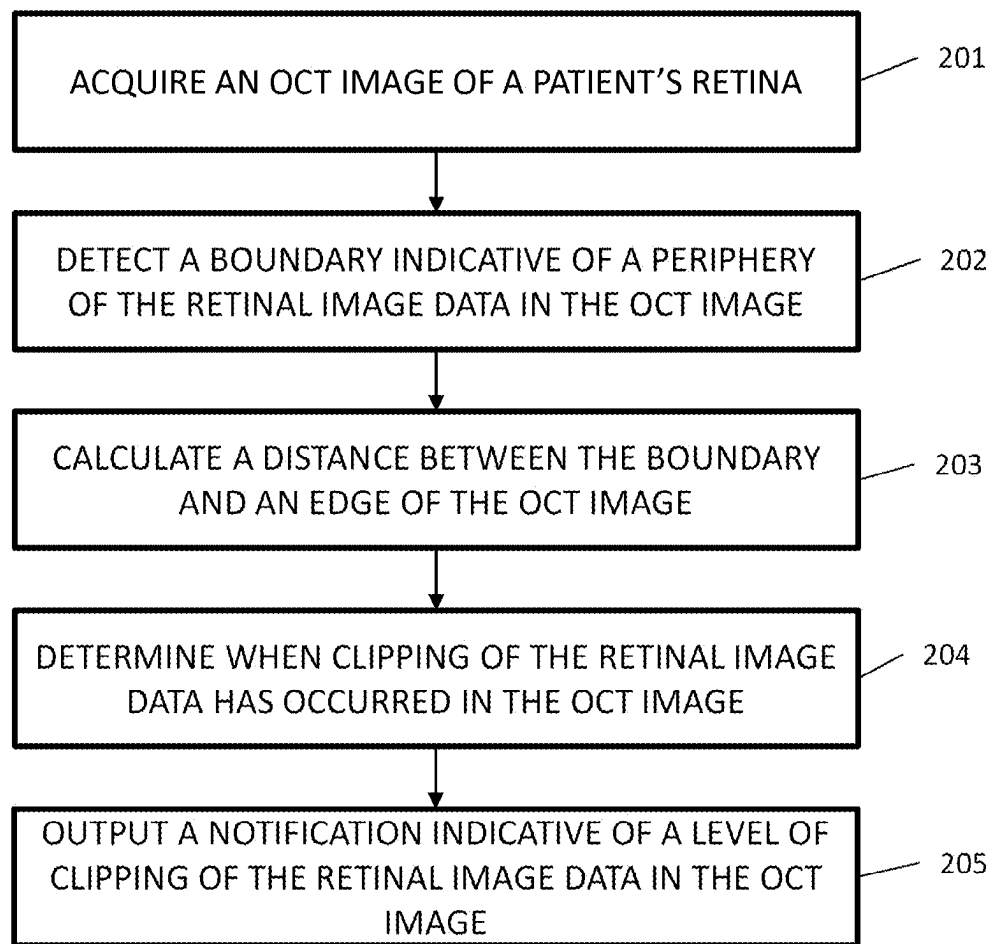 ACQUIRE AN OCT IMAGE OF A PATIENT'S RETINA
201
DETECT A BOUNDARY INDICATIVE OF A PERIPHERY
OF THE RETINAL IMAGE DATA IN THE OCT IMAGE
202
CALCULATE A DISTANCE BETWEEN THE BOUNDARY
AND AN EDGE OF THE OCT IMAGE
203
DETERMINE WHEN CLIPPING OF THE RETINAL IMAGE
DATA HAS OCCURRED IN THE OCT IMAGE
204
OUTPUT A NOTIFICATION INDICATIVE OF A LEVEL OF
CLIPPING OF THE RETINAL IMAGE DATA IN THE OCT
IMAGE
205